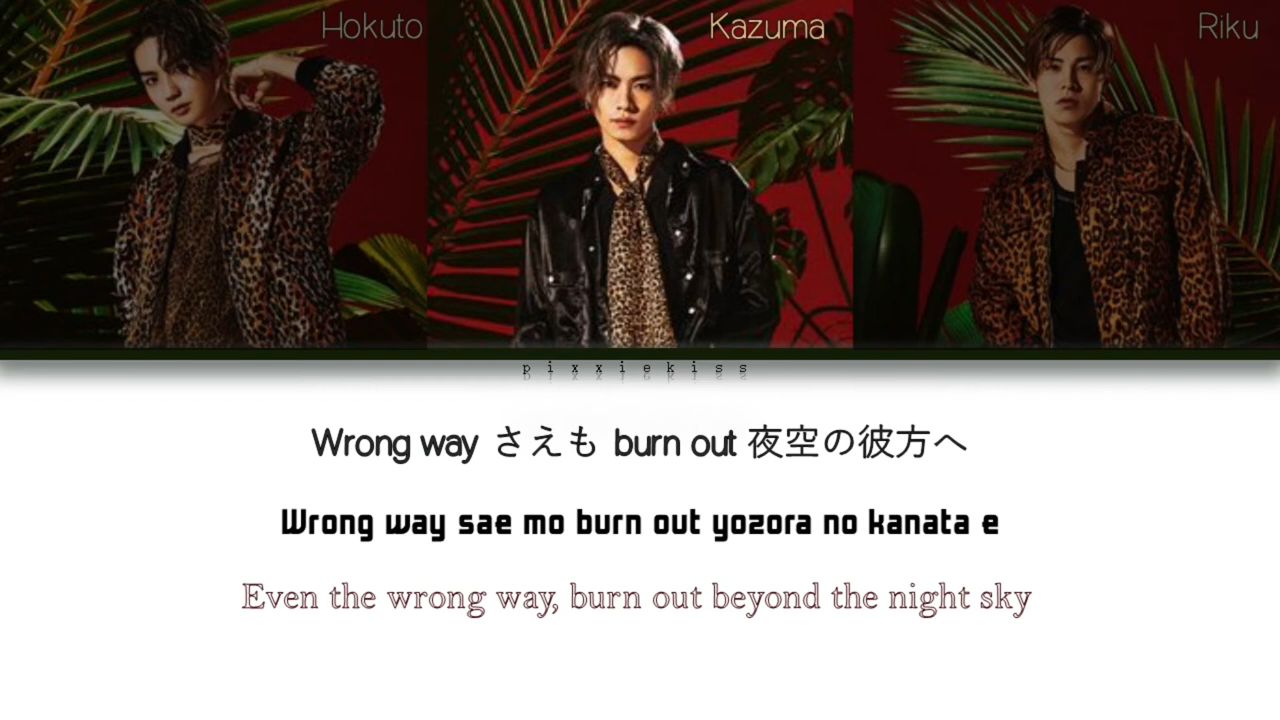 Hokuto
Kazuma
Riku
pixxiekiss
Wrong way さえも burn out 夜空の彼方へ
Wrong way sae mo burn out yozora no kanata e
Even the wrong way, burn out beyond the night sky